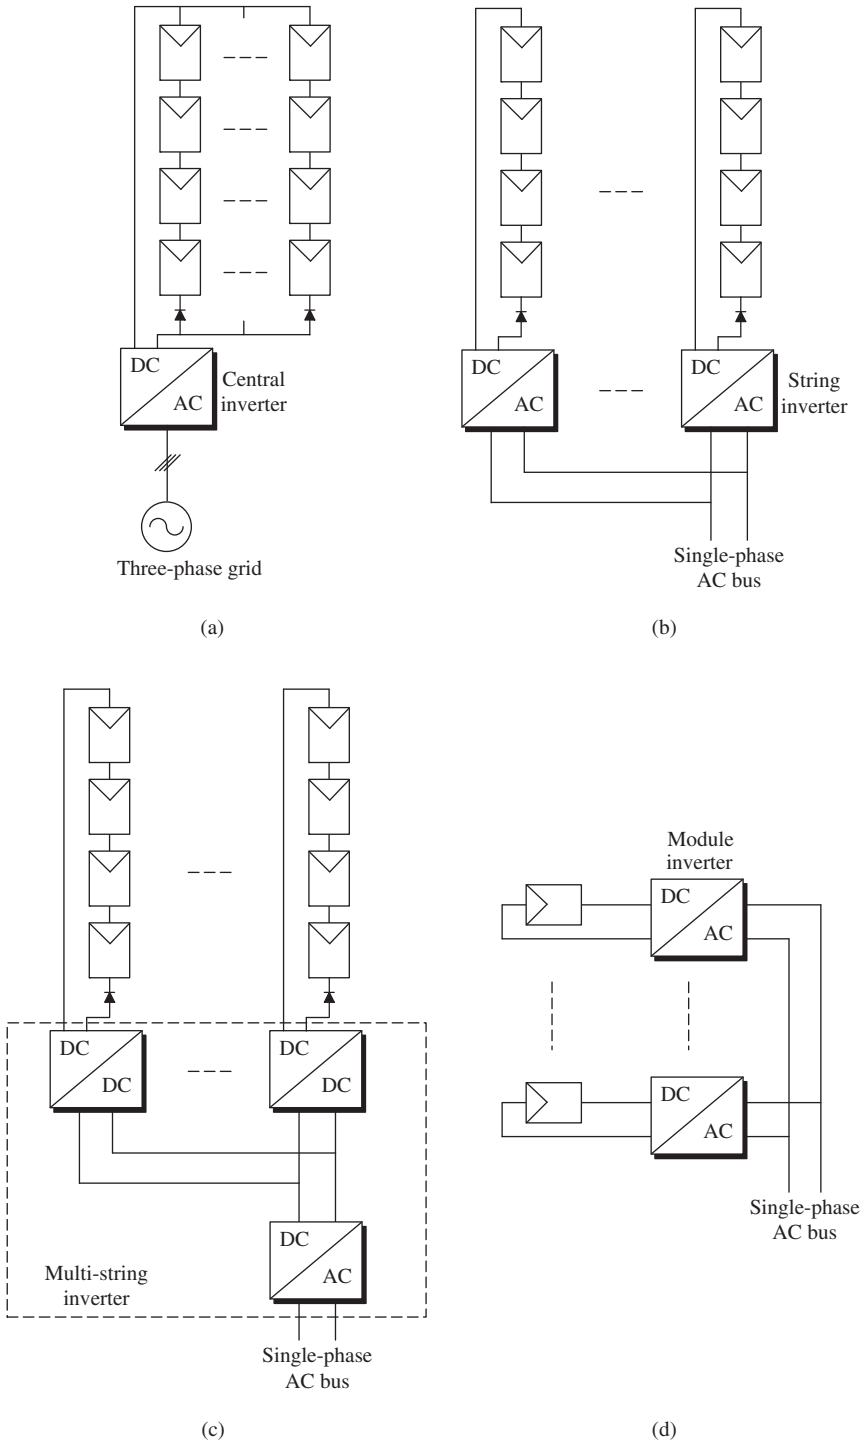 DC
AC
Central
inverter
Three-phase grid
(a)
DC
AC
DC
AC
String
inverter
Single-phase
AC bus
(b)
DC
DC
DC
DC
DC
AC
Multi-string
inverter
Single-phase
AC bus
(c)
Module
inverter
DC
AC
DC
AC
Single-phase
AC bus
(d)